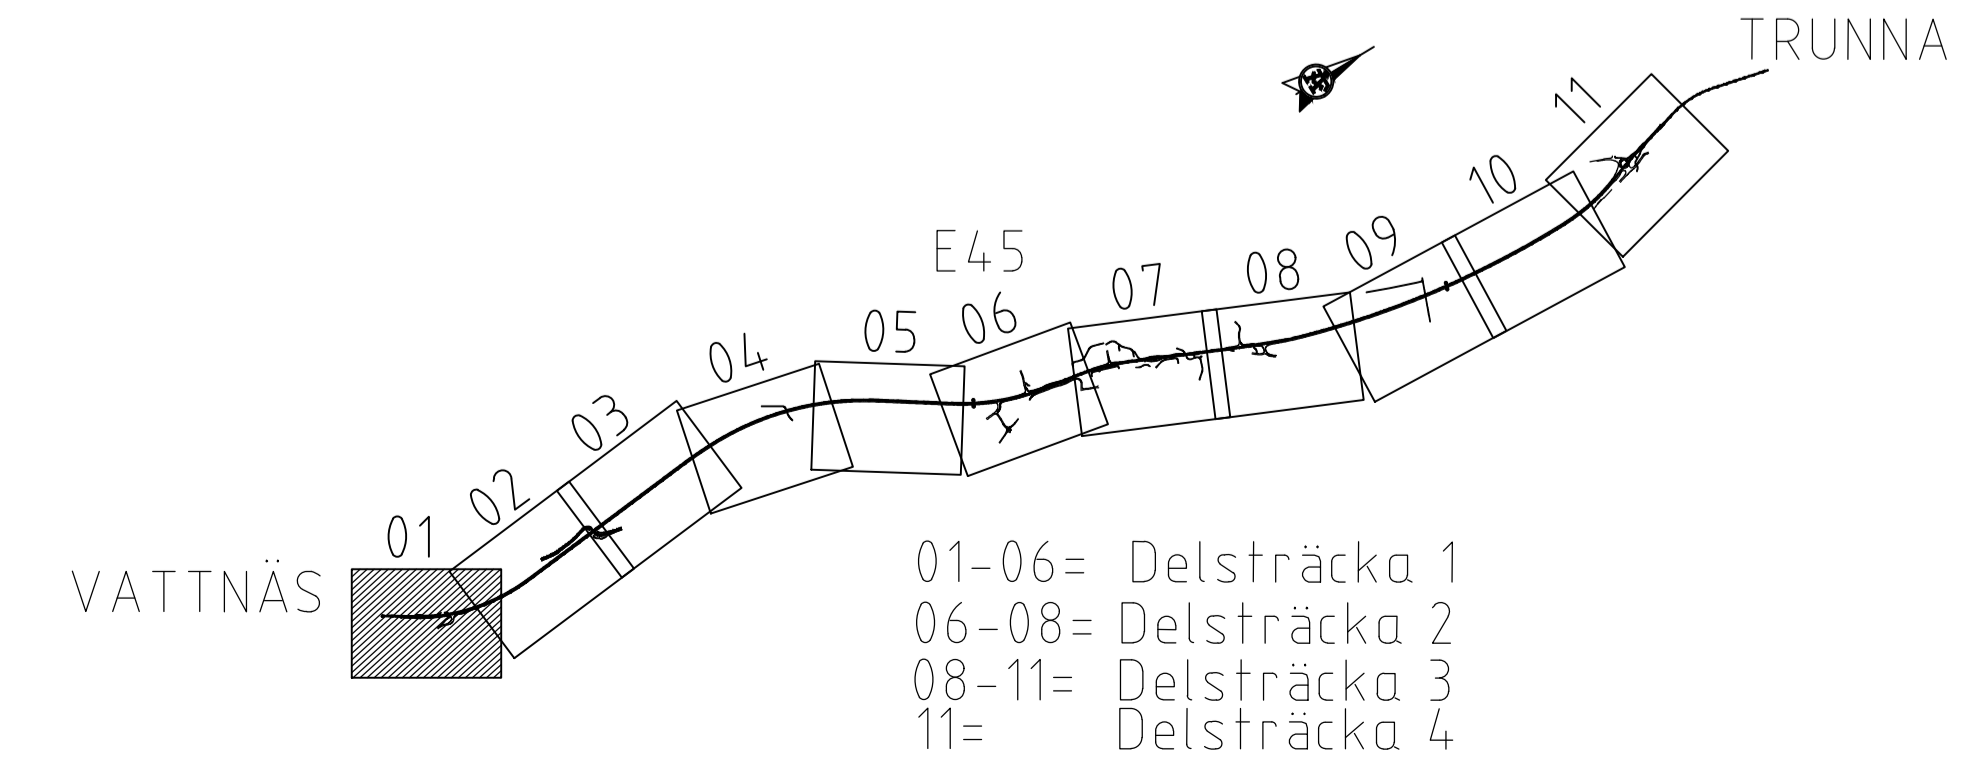 TRUNNA
11
10
09
08
07
E45
06
05
04
03
02
01
VATTNÄS
01-06= Delsträcka 1
06-08= Delsträcka 2
08-11= Delsträcka 3
11= Delsträcka 4